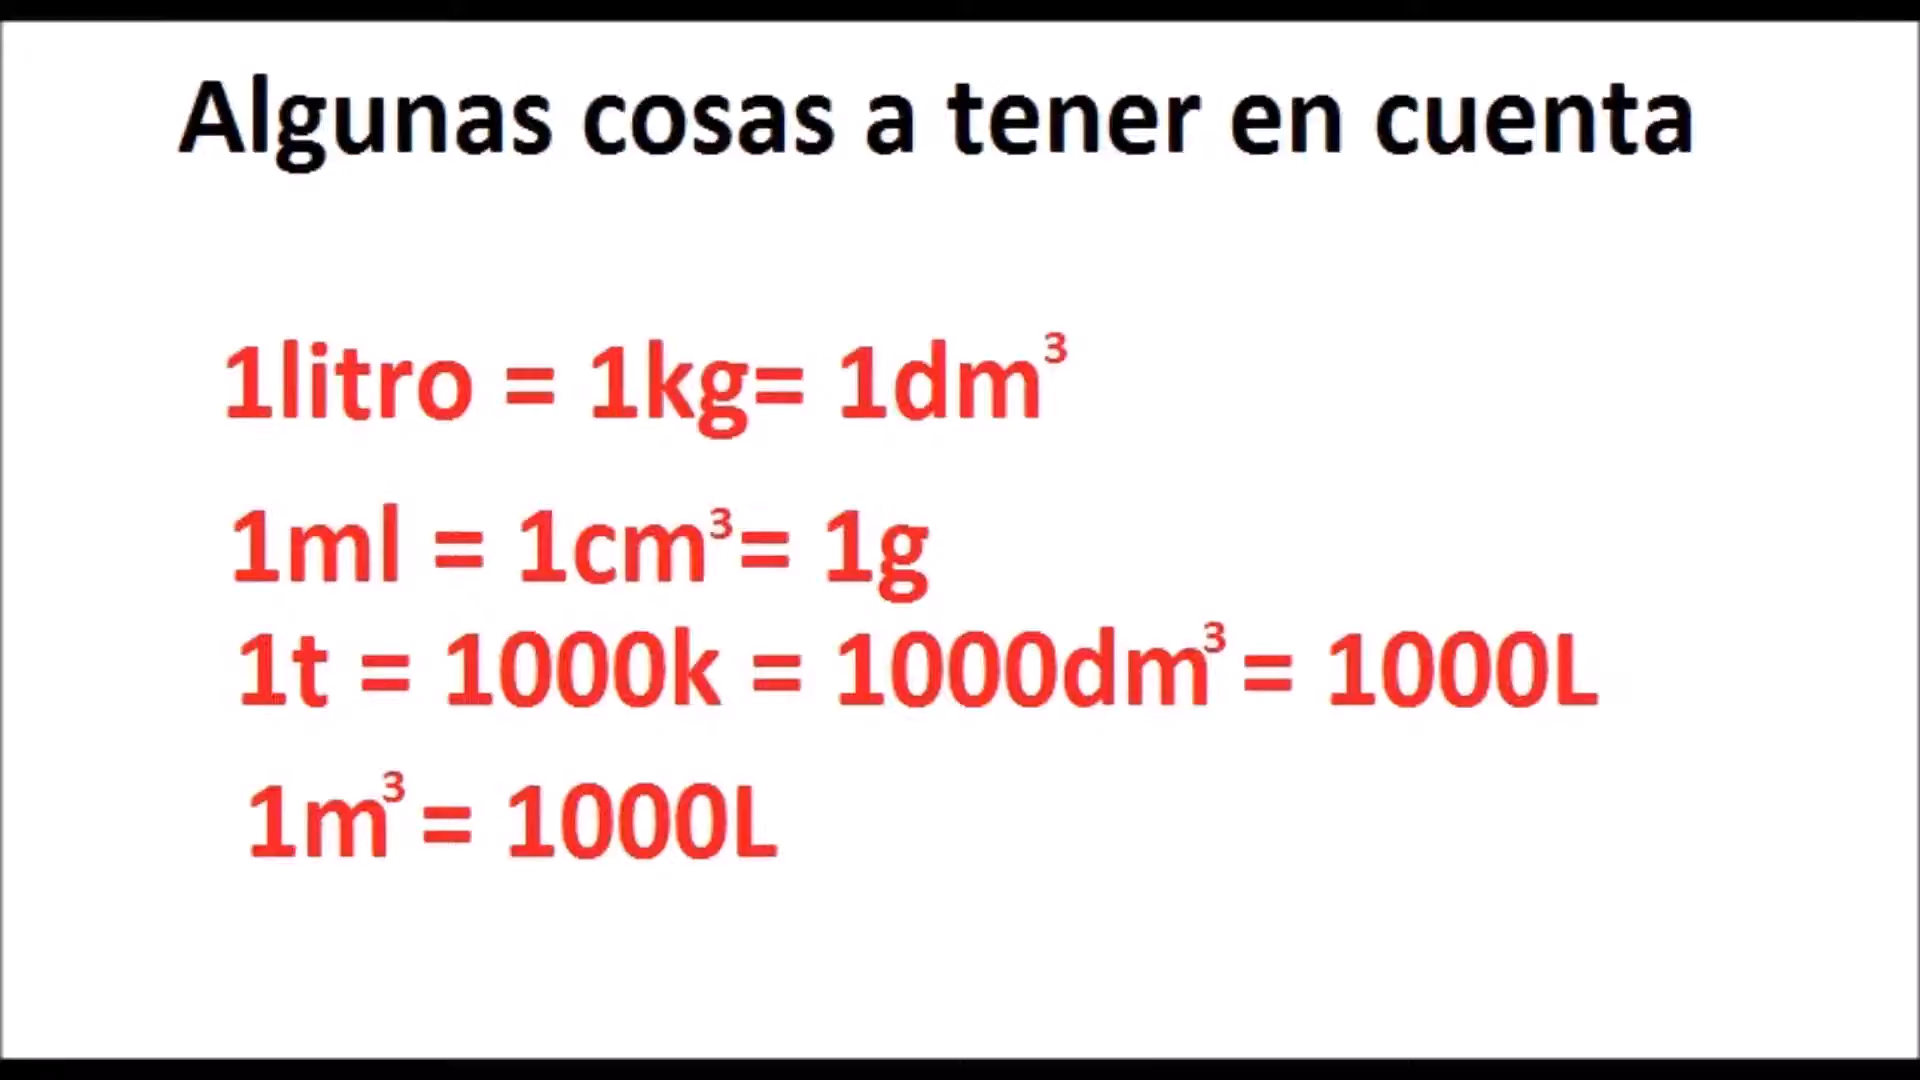 Algunas cosas a tener en cuenta
1litro = 1kg= 1dm³
1ml = 1cm³= 1g
1t = 1000k = 1000dm³ = 1000L
1m³ = 1000L